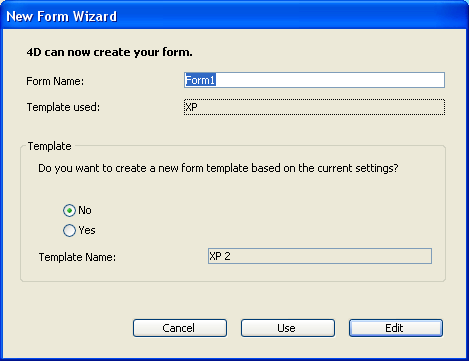 New Form Wizard
4D can now create your form.
Form Name: Form1
Template used: XP
Template
Do you want to create a new form template based on the current settings?
No
Yes
Template Name: XP 2
Cancel Use Edit